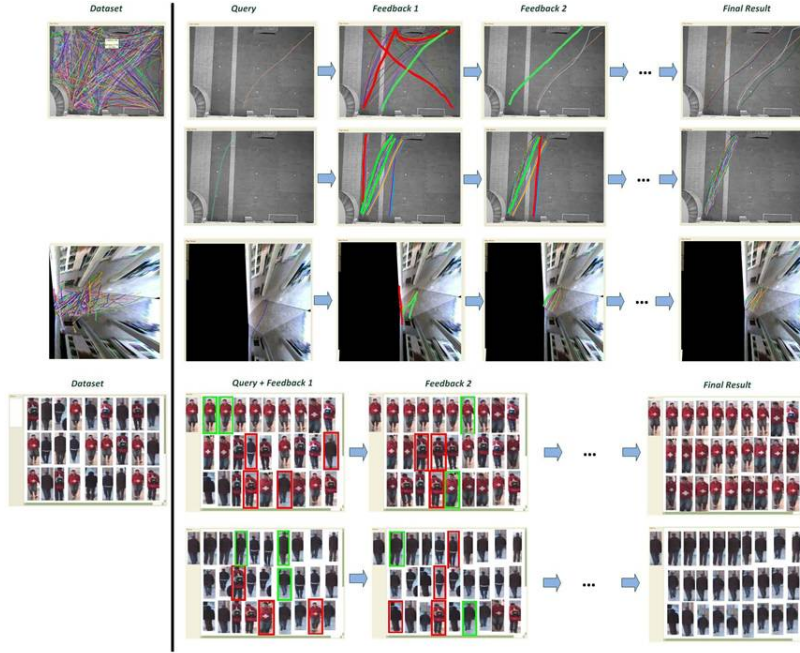 Dataset
Query
Feedback 1
Feedback 2
Final Result
...
...
...
Dataset
Query + Feedback 1
Feedback 2
Final Result
...
...